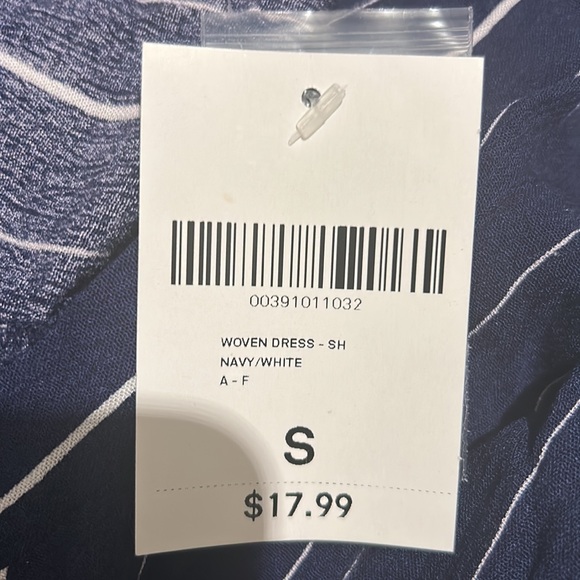 00391011032
WOVEN DRESS - SH
NAVY/WHITE
A - F
S
$17.99